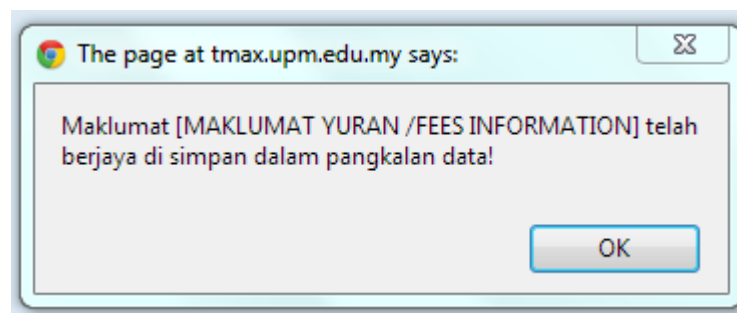 The page at tmax.upm.edu.my says:
Maklumat [MAKLUMAT YURAN /FEES INFORMATION] telah
berjaya di simpan dalam pangkalan data!
OK